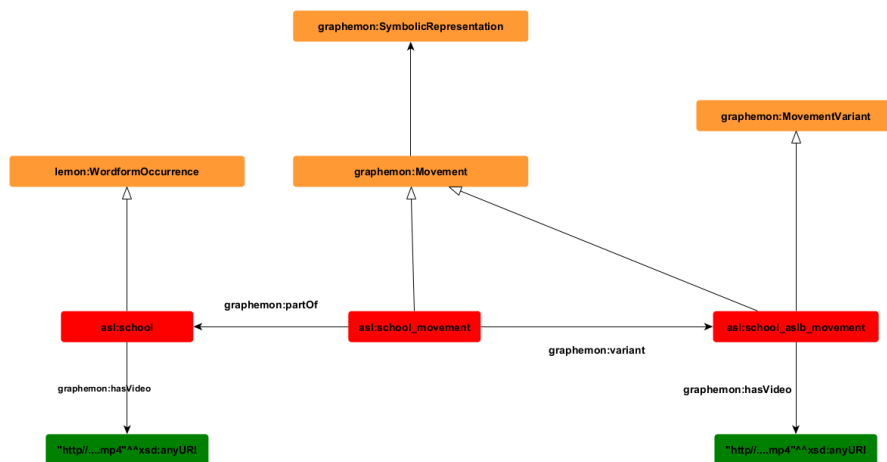 graphemon:SymbolicRepresentation
graphemon:MovementVariant
lemon:WordformOccurrence
graphemon:Movement
graphemon:partOf
asl:school
asl:school_movement
asl:school_aslb_movement
graphemon:variant
graphemon:hasVideo
graphemon:hasVideo
"http//....mp4"^^xsd:anyURI
"http//....mp4"^^xsd:anyURI